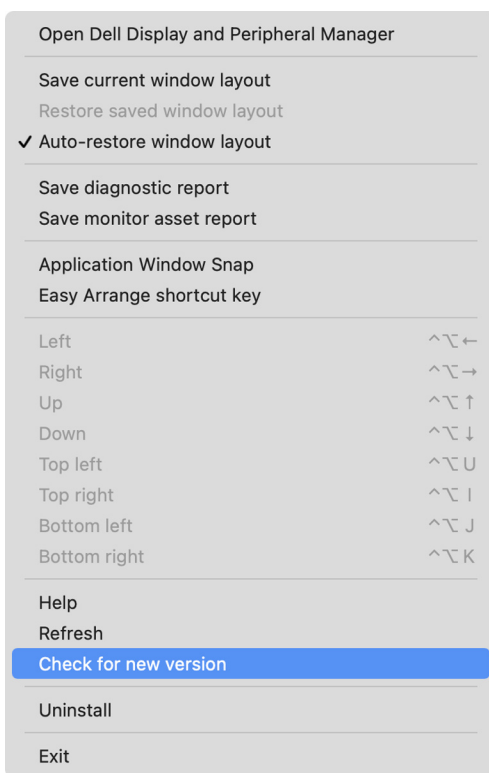 Open Dell Display and Peripheral Manager
Save current window layout
Restore saved window layout
✓ Auto-restore window layout
Save diagnostic report
Save monitor asset report
Application Window Snap
Easy Arrange shortcut key
Left ^⌥←
Right ^⌥→
Up ^⌥↑
Down ^⌥↓
Top left ^⌥U
Top right ^⌥I
Bottom left ^⌥J
Bottom right ^⌥K
Help
Refresh
Check for new version
Uninstall
Exit